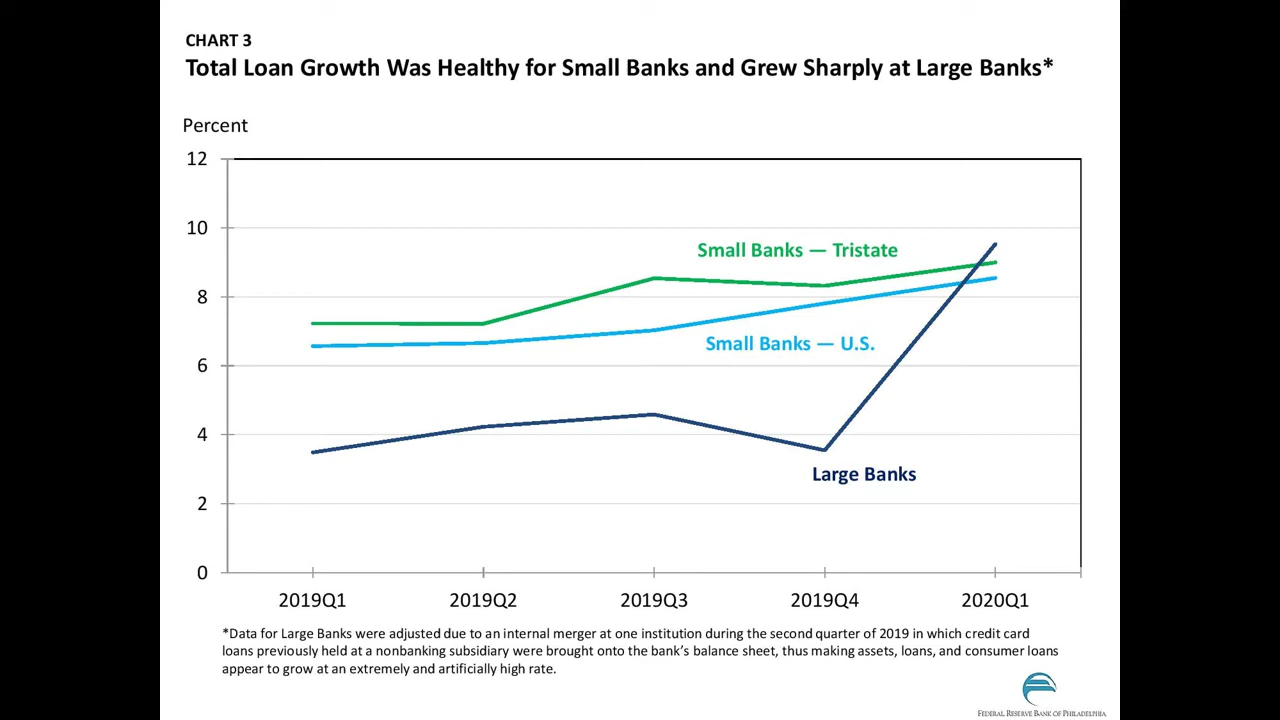 CHART 3
Total Loan Growth Was Healthy for Small Banks and Grew Sharply at Large Banks*
Percent
12
10
8
6
4
2
0
Small Banks — Tristate
Small Banks — U.S.
Large Banks
2019Q1 2019Q2 2019Q3 2019Q4 2020Q1
*Data for Large Banks were adjusted due to an internal merger at one institution during the second quarter of 2019 in which credit card
loans previously held at a nonbanking subsidiary were brought onto the bank’s balance sheet, thus making assets, loans, and consumer loans
appear to grow at an extremely and artificially high rate.
FEDERAL RESERVE BANK OF PHILADELPHIA